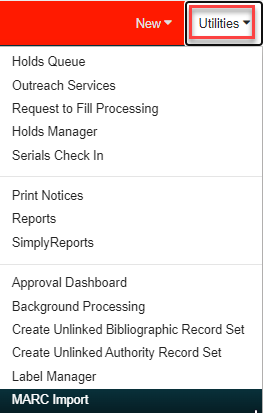 New Utilities
Holds Queue
Outreach Services
Request to Fill Processing
Holds Manager
Serials Check In
Print Notices
Reports
SimplyReports
Approval Dashboard
Background Processing
Create Unlinked Bibliographic Record Set
Create Unlinked Authority Record Set
Label Manager
MARC Import